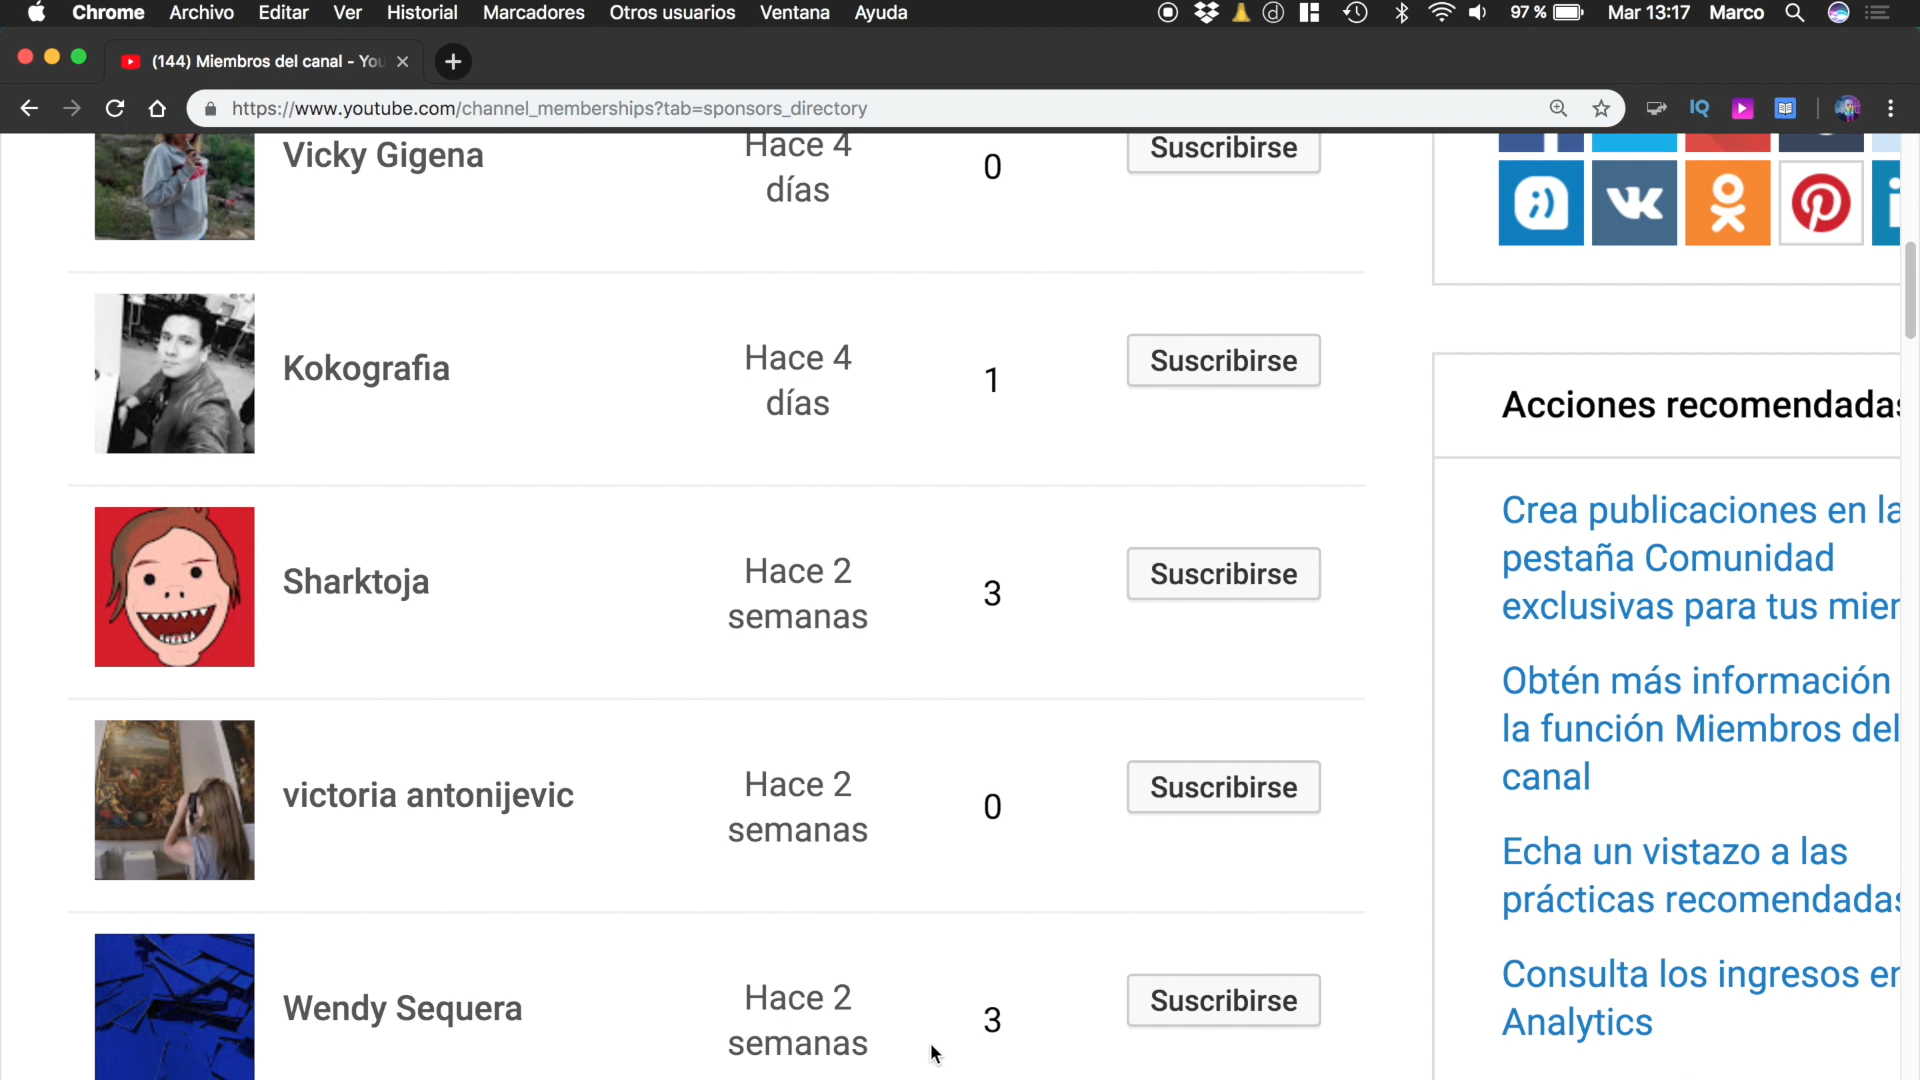 Chrome Archivo Editar Ver Historial Marcadores Otros usuarios Ventana Ayuda 97 % Mar 13:17 Marco
(144) Miembros del canal - You
https://www.youtube.com/channel_memberships?tab=sponsors_directory
IQ
Vicky Gigena
Hace 4
días
0
Suscribirse
Kokografia
Hace 4
días
1
Suscribirse
Sharktoja
Hace 2
semanas
3
Suscribirse
victoria antonijevic
Hace 2
semanas
0
Suscribirse
Wendy Sequera
Hace 2
semanas
3
Suscribirse
Acciones recomendadas
Crea publicaciones en la
pestaña Comunidad
exclusivas para tus mier
Obtén más información
la función Miembros del
canal
Echa un vistazo a las
prácticas recomendadas
Consulta los ingresos en
Analytics